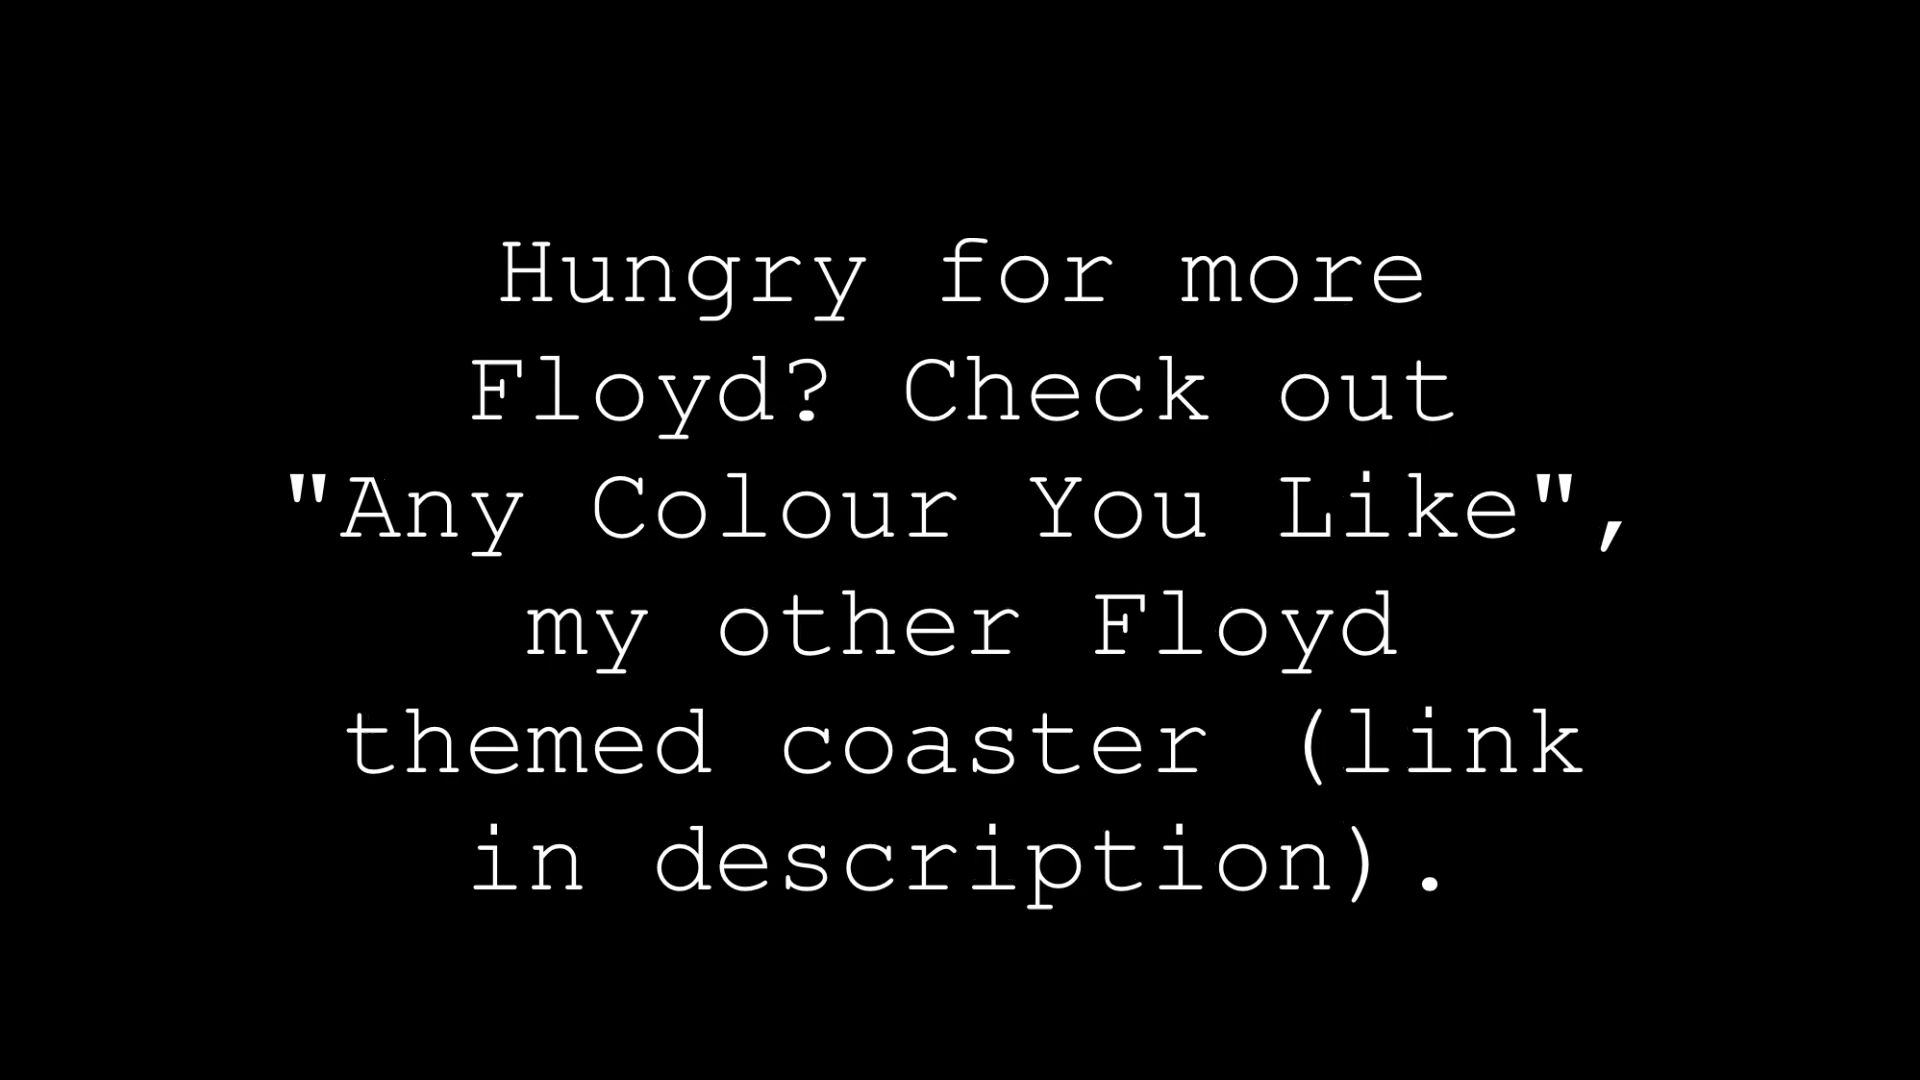 Hungry for more
Floyd? Check out
"Any Colour You Like",
my other Floyd
themed coaster (link
in description).